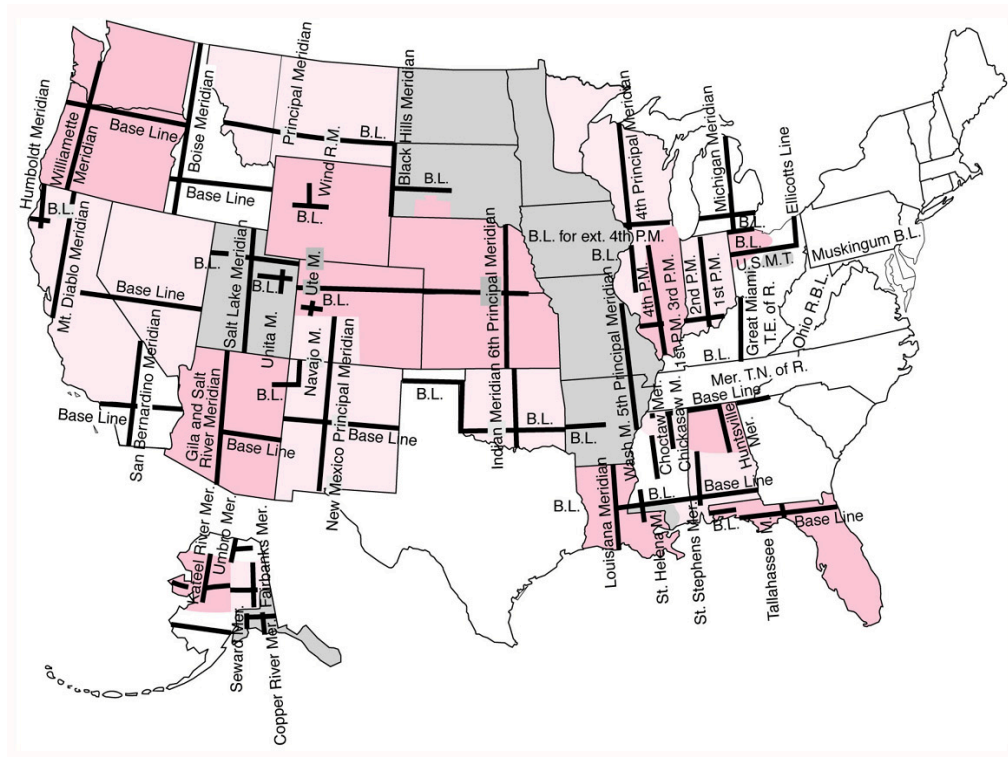 Humboldt Meridian
Williamette
Meridian
Base Line
Boise Meridian
Principal Meridian
B.L.
Wind R.M.
B.L.
Black Hills Meridian
B.L.
Base Line
B.L.
Mt. Diablo Meridian
Base Line
B.L.
Salt Lake Meridian
B.L.
Unita M.
Ute M.
B.L.
6th Principal Meridian
4th Principal Meridian
B.L. for ext. 4th P.M.
B.L.
4th P.M.
3rd P.M.
2nd P.M.
1st P.M.
1st P.M.
Michigan Meridian
B.L.
B.L.
U.S.M.T.
Ellicotts Line
Muskingum B.L.
Great Miami
T.E. of R.
Ohio R.B.L.
B.L.
Mer. T.N. of R.
San Bernardino Meridian
Base Line
Gila and Salt
River Meridian
Base Line
B.L.
Navajo M.
New Mexico Principal Meridian
Base Line
B.L.
Indian Meridian
B.L.
5th Principal Meridian
B.L.
Wash M.
Louisiana Meridian
B.L.
Choctaw Mer.
Chickasaw M.
Base Line
Huntsville
Mer.
B.L.
Base Line
St. Helena M.
St. Stephens Mer.
B.L.
Tallahassee M.
Base Line
Kateel River Mer.
Umbro Mer.
Fairbanks Mer.
Seward Mer.
Copper River Mer.